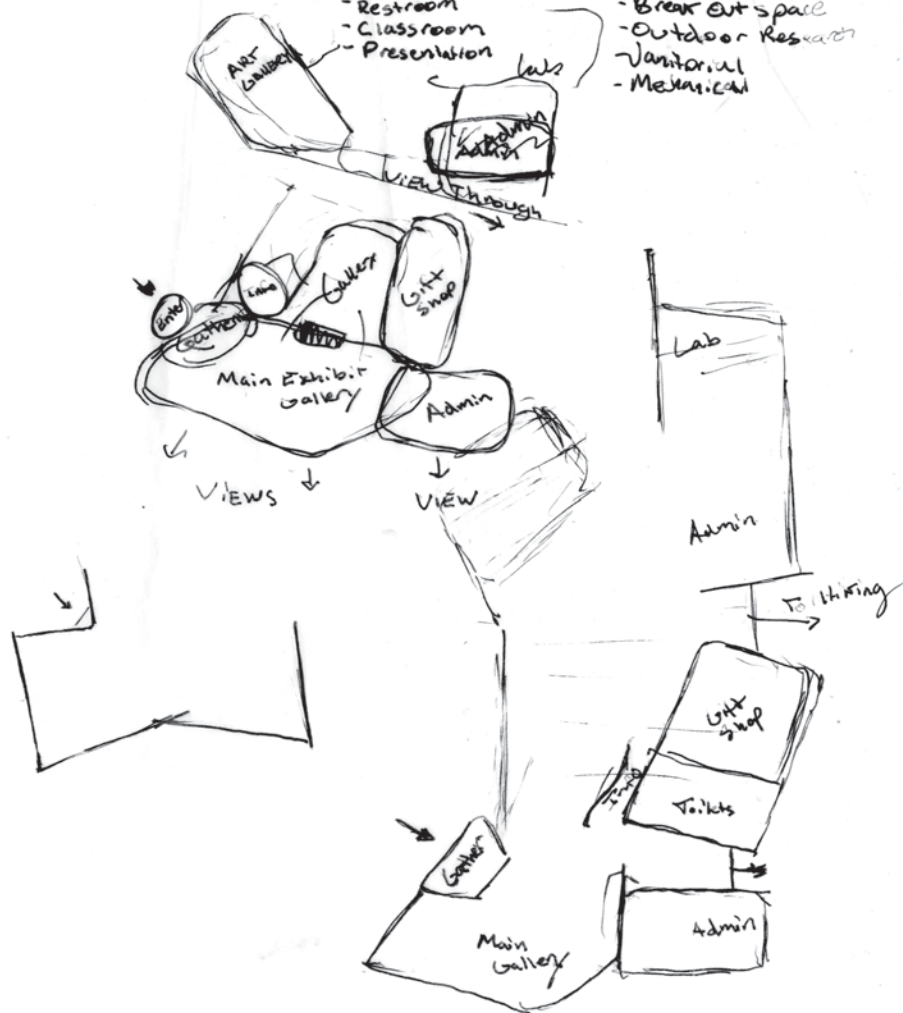 - Restroom
- Classroom
- Presentation
- Break out space
- Outdoor Research
- Janitorial
- Mechanical
ART
GALLERY
Labs
Admin
Admin
VIEW Through
Enter
Gathering
Info
Gallery
Gift
Shop
Main Exhibit
Gallery
Admin
VIEWS
VIEW
Lab
Admin
Gift
Shop
Info
Toilets
Gather
Main
Gallery
Admin